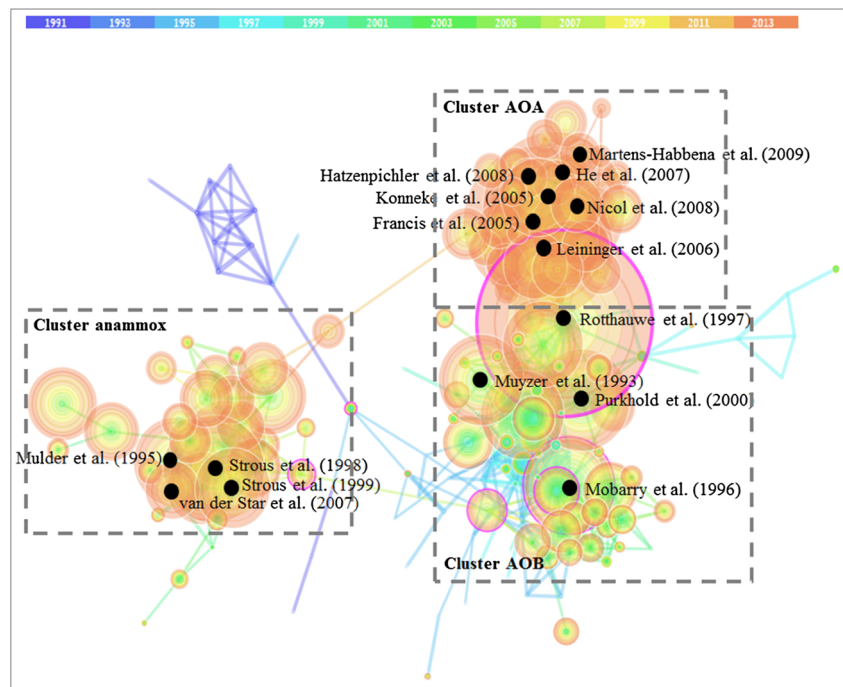 1991 1993 1995 1997 1999 2001 2003 2005 2007 2011 2013
Cluster AOA
Martens-Habbena et al. (2009)
Hatzenpichler et al. (2008)
He et al. (2007)
Konneke et al. (2005)
Nicol et al. (2008)
Francis et al. (2005)
Leininger et al. (2006)
Cluster anammox
Rotthauwe et al. (1997)
Muyzer et al. (1993)
Purkhold et al. (2000)
Mulder et al. (1995)
Strous et al. (1998)
Strous et al. (1999)
van der Star et al. (2007)
Mobarry et al. (1996)
Cluster AOB